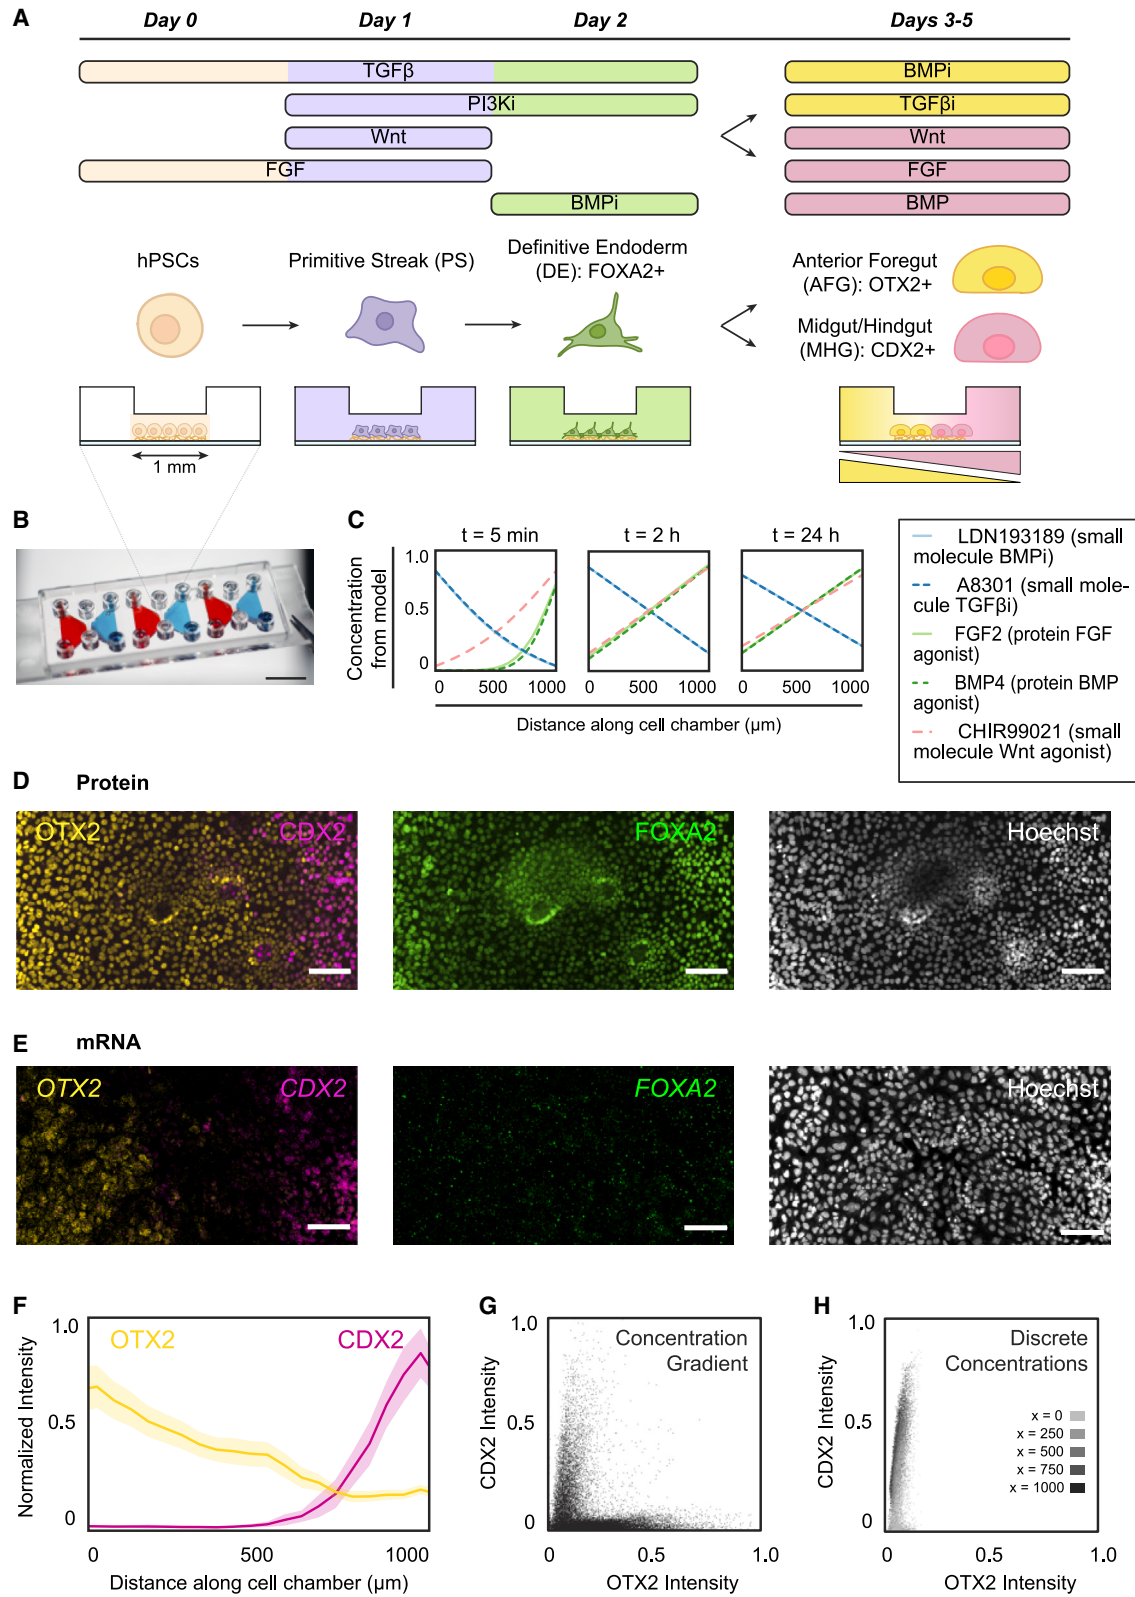 A
Day 0
Day 1
Day 2
Days 3-5
TGFβ
BMPi
PI3Ki
TGFβi
Wnt
Wnt
FGF
FGF
BMPi
BMP
hPSCs
Primitive Streak (PS)
Definitive Endoderm
(DE): FOXA2+
Anterior Foregut
(AFG): OTX2+
Midgut/Hindgut
(MHG): CDX2+
1 mm
B
C
t = 5 min
t = 2 h
t = 24 h
Concentration
from model
1.0
0.5
0
0
500
1000
0
500
1000
0
500
1000
Distance along cell chamber (μm)
LDN193189 (small
molecule BMPi)
A8301 (small mole-
cule TGFβi)
FGF2 (protein FGF
agonist)
BMP4 (protein BMP
agonist)
CHIR99021 (small
molecule Wnt agonist)
D
Protein
OTX2
CDX2
FOXA2
Hoechst
E
mRNA
OTX2
CDX2
FOXA2
Hoechst
F
Normalized Intensity
1.0
0.5
0
OTX2
CDX2
0
500
1000
Distance along cell chamber (μm)
G
CDX2 Intensity
1.0
0.5
0
Concentration
Gradient
0
0.5
1.0
OTX2 Intensity
H
CDX2 Intensity
1.0
0.5
0
Discrete
Concentrations
x = 0
x = 250
x = 500
x = 750
x = 1000
0
0.5
1.0
OTX2 Intensity